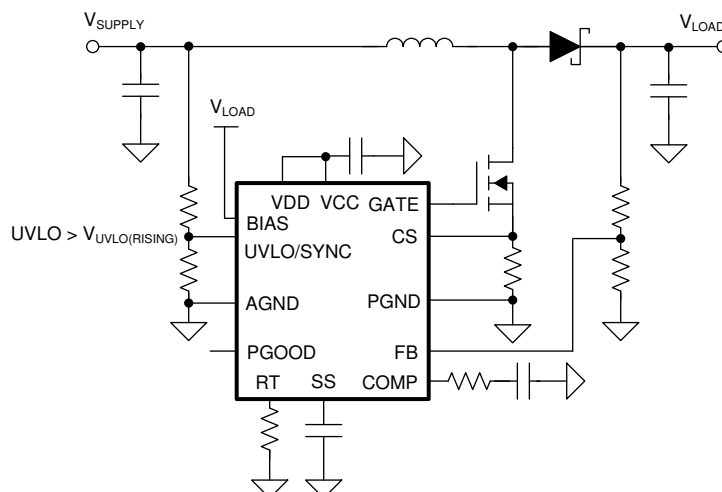 VSUPPLY
VLOAD
VLOAD
VDD
VCC
GATE
BIAS
UVLO > VUVLO(RISING)
UVLO/SYNC
CS
AGND
PGND
PGOOD
FB
RT
SS
COMP